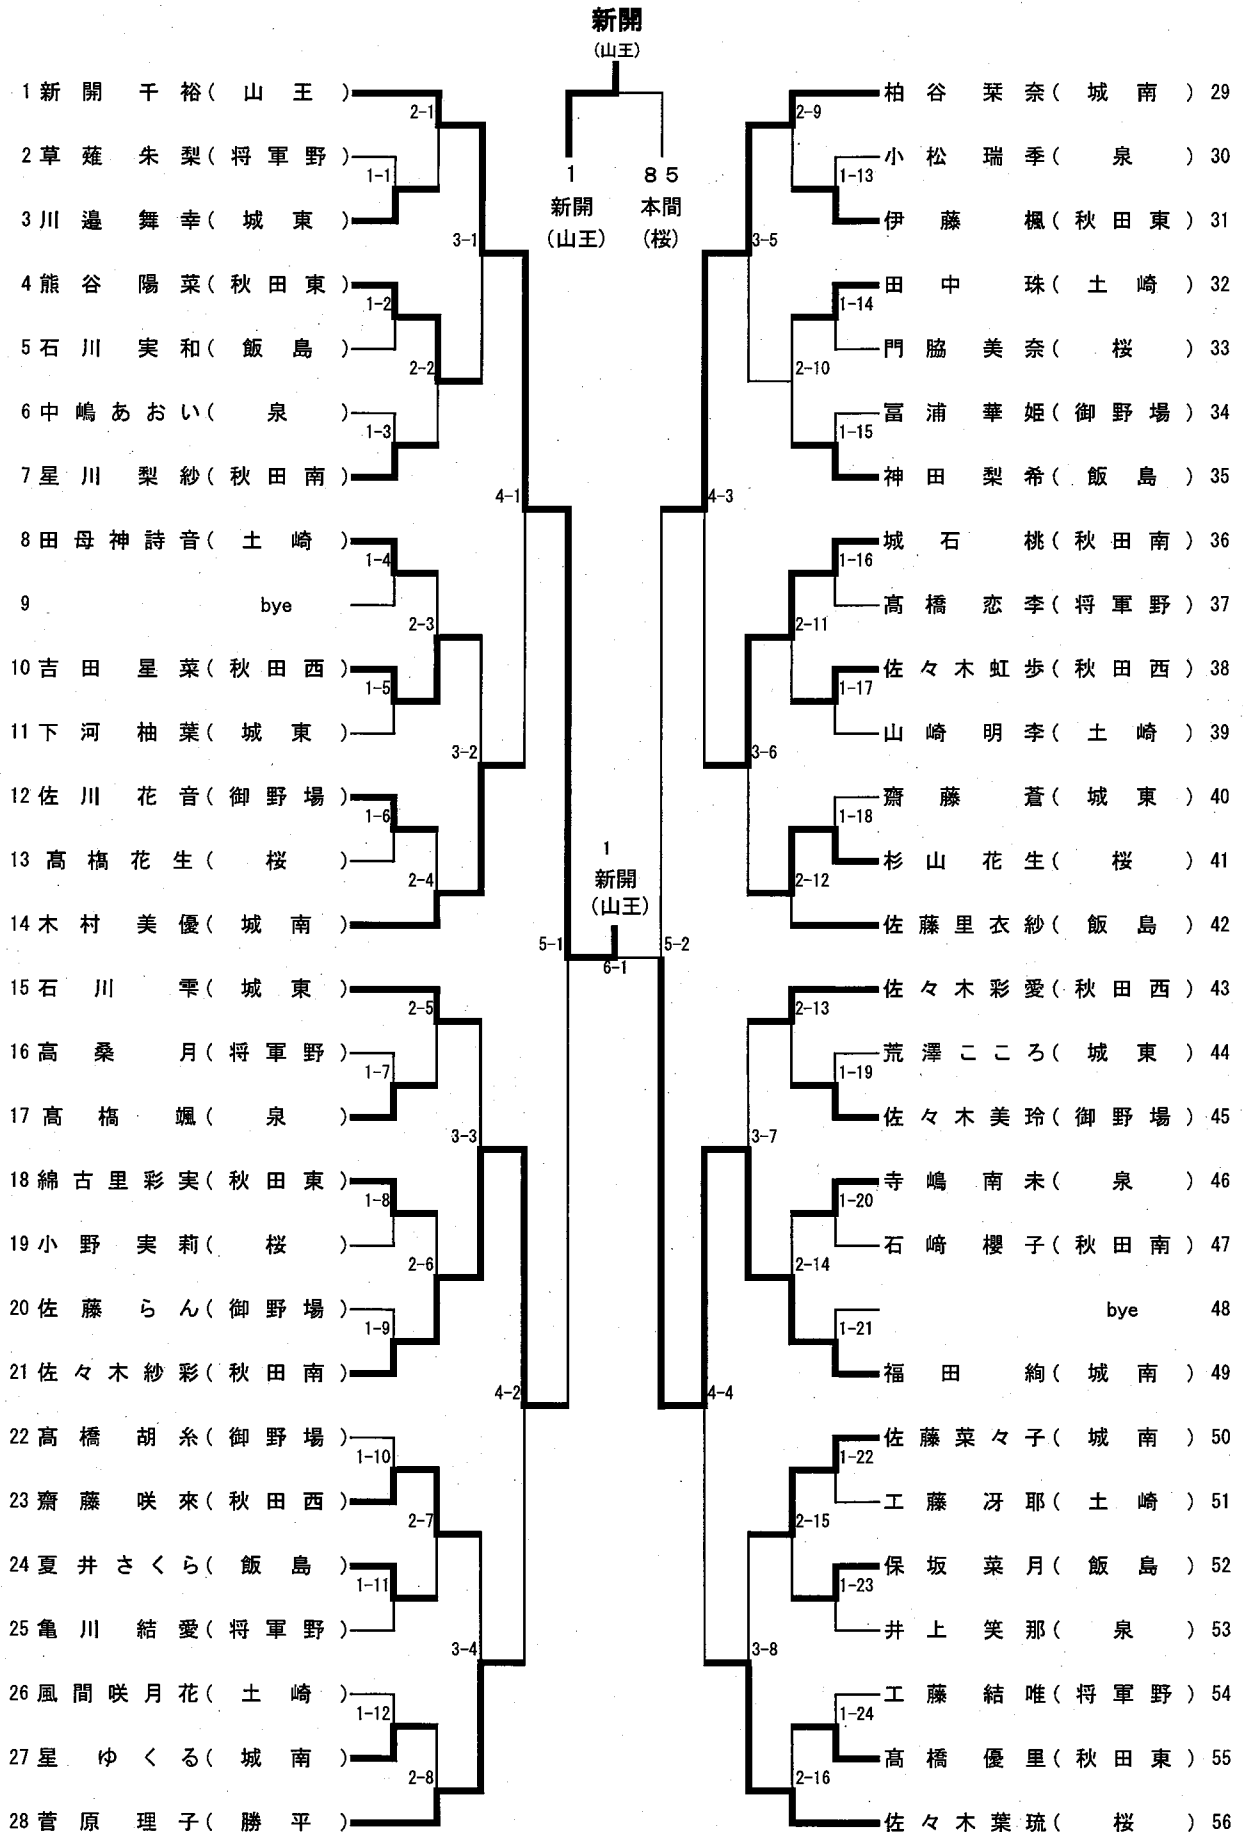 新開
(山王)
1 85
新開 本間
(山王) (桜)
1 新開 千裕(山王)
2 草薙 朱梨(将軍野)
3 川邉 舞幸(城東)
4 熊谷 陽菜(秋田東)
5 石川 実和(飯島)
6 中嶋あおい(泉)
7 星川 梨紗(秋田南)
8 田母神詩音(土崎)
9 bye
10 吉田 星菜(秋田西)
11 下河 柚葉(城東)
12 佐川 花音(御野場)
13 髙橋花生(桜)
14 木村 美優(城南)
15 石川 雫(城東)
16 高桑 月(将軍野)
17 髙橋 颯(泉)
18 綿古里彩実(秋田東)
19 小野 実莉(桜)
20 佐藤 らん(御野場)
21 佐々木紗彩(秋田南)
22 髙橋 胡糸(御野場)
23 齋藤 咲來(秋田西)
24 夏井さくら(飯島)
25 亀川 結愛(将軍野)
26 風間咲月花(土崎)
27 星 ゆくる(城南)
28 菅原 理子(勝平)
1-1
1-2
1-3
1-4
1-5
1-6
1-7
1-8
1-9
1-10
1-11
1-12
2-1
2-2
2-3
2-4
2-5
2-6
2-7
2-8
3-1
3-2
3-3
3-4
4-1
4-2
5-1
1
新開
(山王)
6-1
5-2
4-3
4-4
3-5
3-6
3-7
3-8
2-9
2-10
2-11
2-12
2-13
2-14
2-15
2-16
1-13
1-14
1-15
1-16
1-17
1-18
1-19
1-20
1-21
1-22
1-23
1-24
柏谷 栞奈(城南) 29
小松 瑞季(泉) 30
伊藤 楓(秋田東) 31
田中 珠(土崎) 32
門脇 美奈(桜) 33
冨浦 華姫(御野場) 34
神田 梨希(飯島) 35
城石 桃(秋田南) 36
髙橋 恋李(将軍野) 37
佐々木虹歩(秋田西) 38
山崎 明李(土崎) 39
齋藤 蒼(城東) 40
杉山 花生(桜) 41
佐藤里衣紗(飯島) 42
佐々木彩愛(秋田西) 43
荒澤こころ(城東) 44
佐々木美玲(御野場) 45
寺嶋 南未(泉) 46
石﨑 櫻子(秋田南) 47
bye 48
福田 絢(城南) 49
佐藤菜々子(城南) 50
工藤 冴耶(土崎) 51
保坂 菜月(飯島) 52
井上 笑那(泉) 53
工藤 結唯(将軍野) 54
髙橋 優里(秋田東) 55
佐々木葉琉(桜) 56